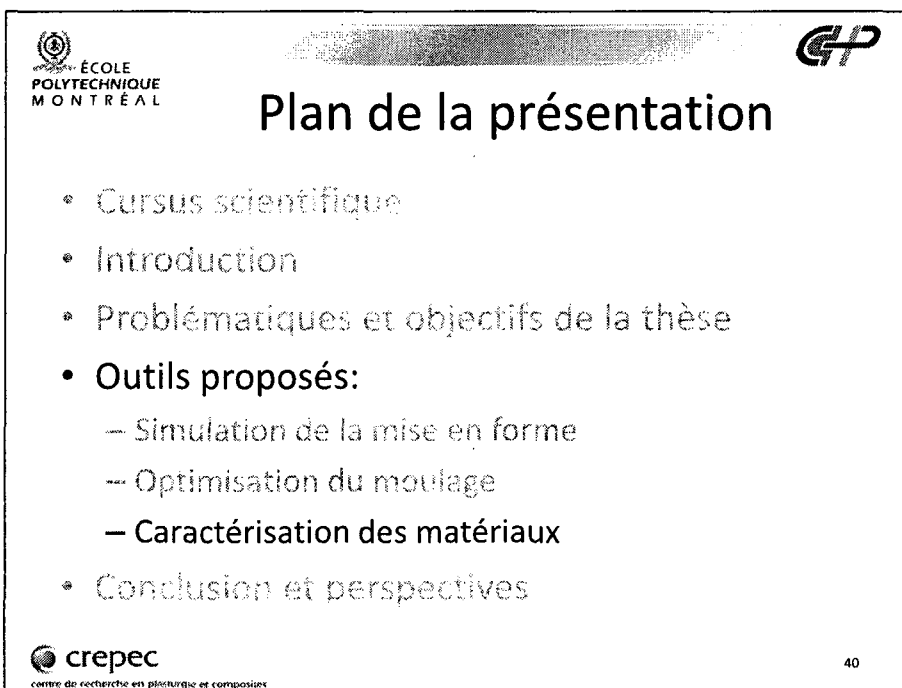 ÉCOLE
POLYTECHNIQUE
MONTRÉAL
CHP
Plan de la présentation
• Cursus scientifique
• Introduction
• Problématiques et objectifs de la thèse
• Outils proposés:
– Simulation de la mise en forme
– Optimisation du moulage
– Caractérisation des matériaux
• Conclusion et perspectives
crepec
centre de recherche en plasturgie et composites
40